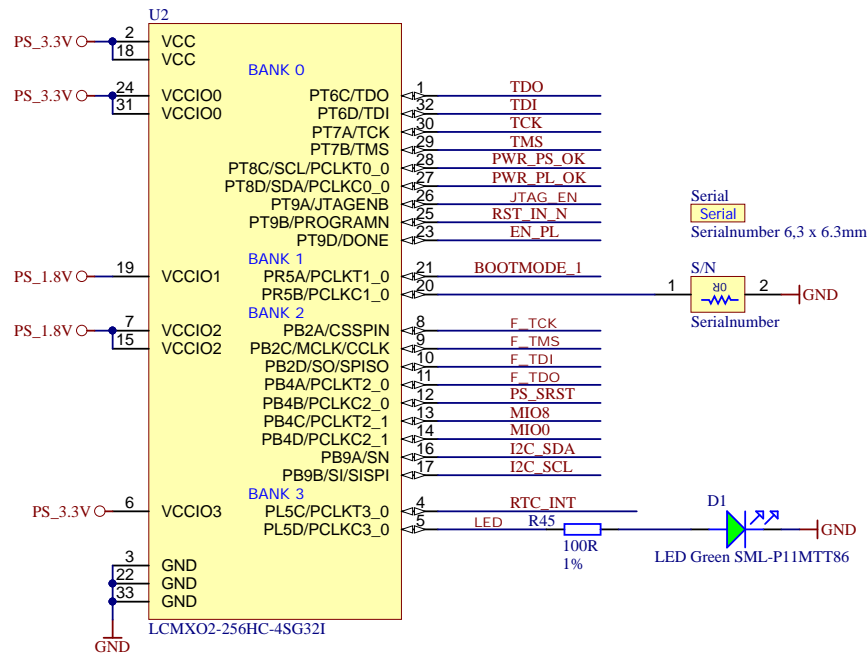 U2
PS_3.3V 2 VCC
18 VCC
BANK 0
PS_3.3V 24 VCCIO0
31 VCCIO0
PT6C/TDO 1 TDO
PT6D/TDI 32 TDI
PT7A/TCK 30 TCK
PT7B/TMS 29 TMS
PT8C/SCL/PCLKT0_0 28 PWR_PS_OK
PT8D/SDA/PCLKC0_0 27 PWR_PL_OK
PT9A/JTAGENB 26 JTAG_EN
PT9B/PROGRAMN 25 RST_IN_N
PT9D/DONE 23 EN_PL
Serial
Serial
Serialnumber 6,3 x 6.3mm
BANK 1
PS_1.8V 19 VCCIO1
PR5A/PCLKT1_0 21 BOOTMODE_1
PR5B/PCLKC1_0 20
S/N
1 0R 2 GND
Serialnumber
BANK 2
PS_1.8V 7 VCCIO2
15 VCCIO2
PB2A/CSSPIN 8 F_TCK
PB2C/MCLK/CCLK 9 F_TMS
PB2D/SO/SPISO 10 F_TDI
PB4A/PCLKT2_0 11 F_TDO
PB4B/PCLKC2_0 12 PS_SRST
PB4C/PCLKT2_1 13 MIO8
PB4D/PCLKC2_1 14 MIO0
PB9A/SN 16 I2C_SDA
PB9B/SI/SISPI 17 I2C_SCL
BANK 3
PS_3.3V 6 VCCIO3
PL5C/PCLKT3_0 4 RTC_INT
PL5D/PCLKC3_0 5 LED R45
100R
1%
D1
GND
LED Green SML-P11MTT86
3 GND
22 GND
33 GND
GND
LCMXO2-256HC-4SG32I